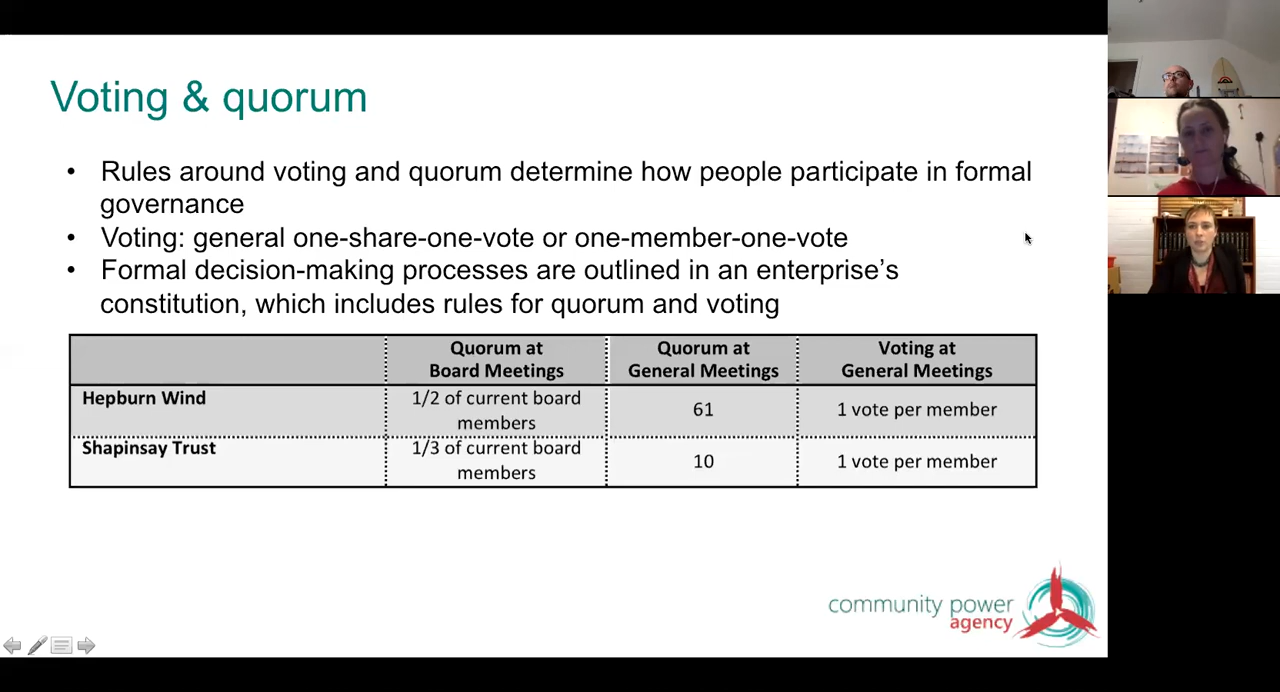 Voting & quorum
• Rules around voting and quorum determine how people participate in formal
governance
• Voting: general one-share-one-vote or one-member-one-vote
• Formal decision-making processes are outlined in an enterprise’s
constitution, which includes rules for quorum and voting
Quorum at Board Meetings
Quorum at General Meetings
Voting at General Meetings
Hepburn Wind
1/2 of current board members
61
1 vote per member
Shapinsay Trust
1/3 of current board members
10
1 vote per member
community power
agency